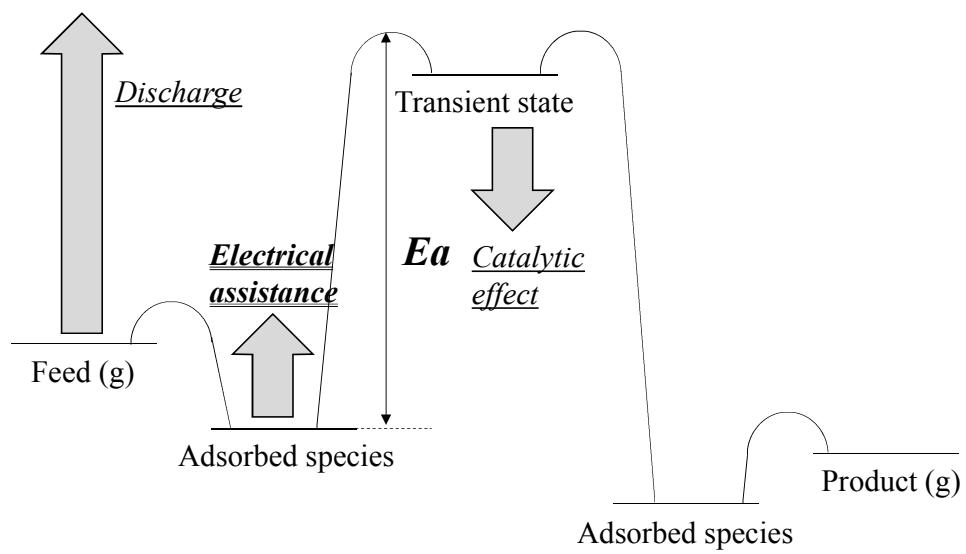 Discharge
Transient state
Electrical
assistance
Ea
Catalytic
effect
Feed (g)
Adsorbed species
Product (g)
Adsorbed species